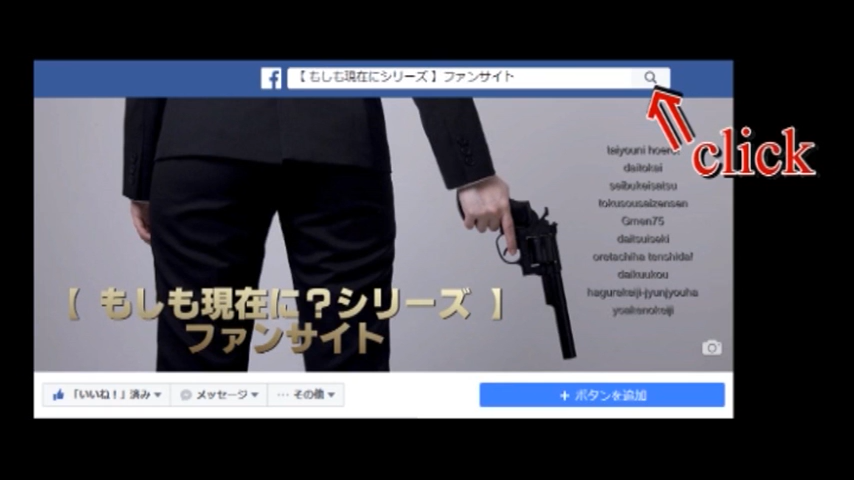 【 もしも現在にシリーズ 】ファンサイト
click
taiyouni hoero!
daitokai
seibukeisatsu
tokusousaizensen
Gmen75
daitsuiseki
oretachiha tenshida!
daikuukou
hagurekeiji-jyunjyouha
yoakenokeiji
【 もしも現在に？シリーズ 】
ファンサイト
「いいね！」済み メッセージ ··· その他 + ボタンを追加